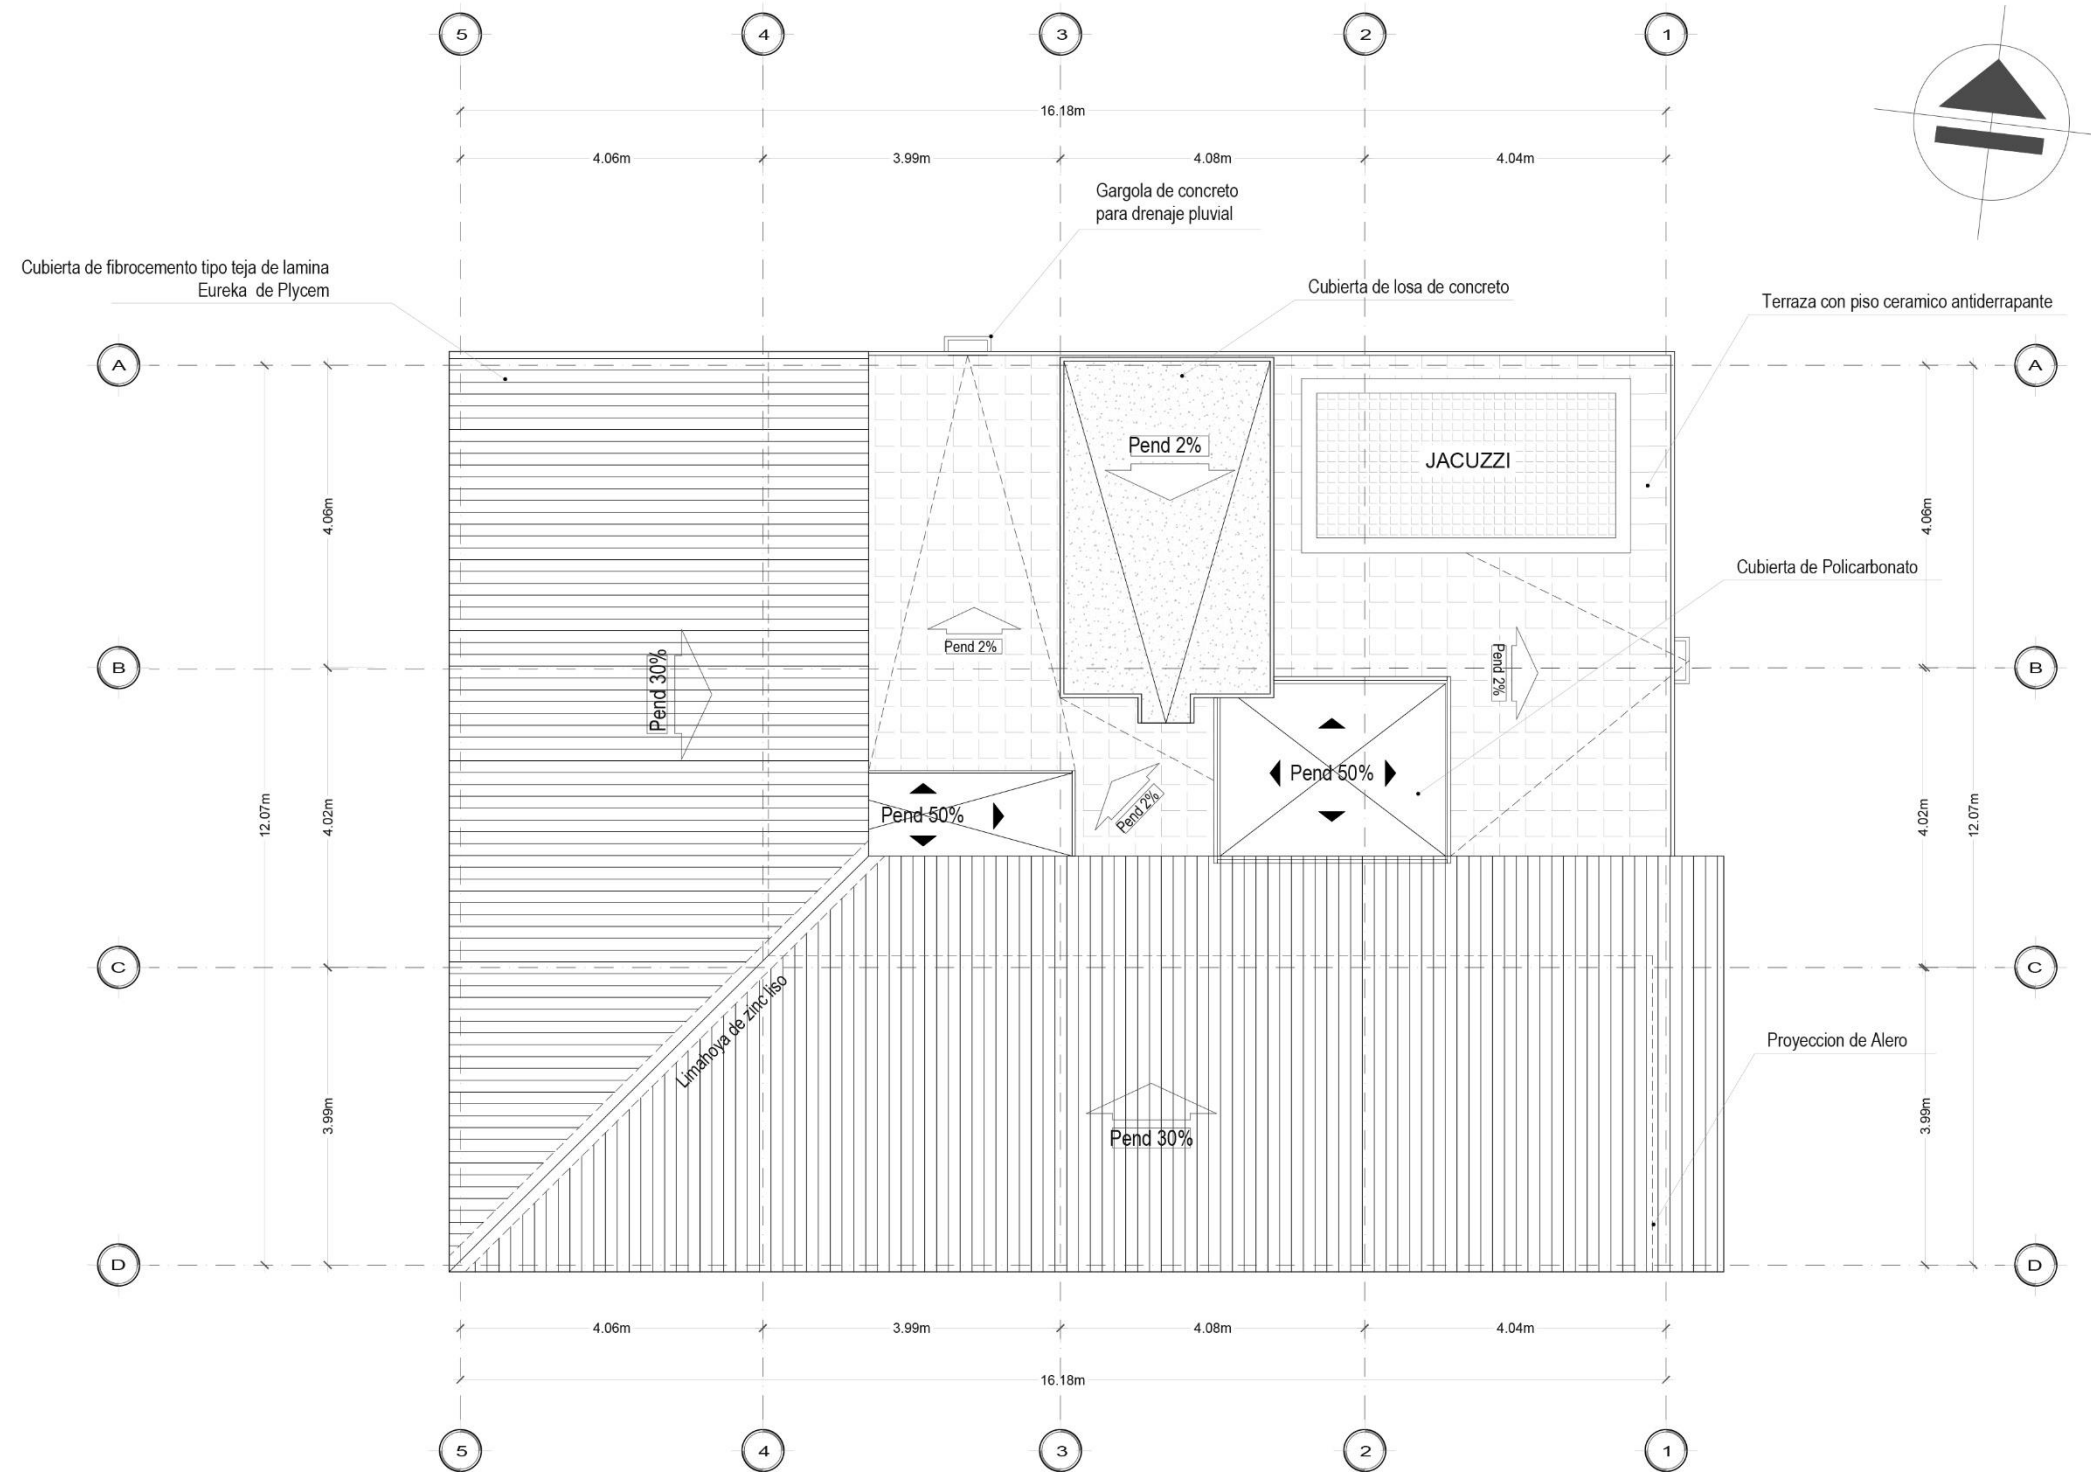 5
4
3
2
1
16.18m
4.06m
3.99m
4.08m
4.04m
Gargola de concreto
para drenaje pluvial
Cubierta de fibrocemento tipo teja de lamina
Eureka de Plycem
Cubierta de losa de concreto
Terraza con piso ceramico antiderrapante
A
A
Pend 2%
JACUZZI
4.06m
4.06m
Cubierta de Policarbonato
Pend 2%
B
Pend 30%
Pend 2%
B
Pend 50%
Pend 50%
Pend 2%
12.07m
4.02m
4.02m
12.07m
C
C
Limahoya de zinc liso
Proyeccion de Alero
3.99m
3.99m
Pend 30%
D
D
4.06m
3.99m
4.08m
4.04m
16.18m
5
4
3
2
1